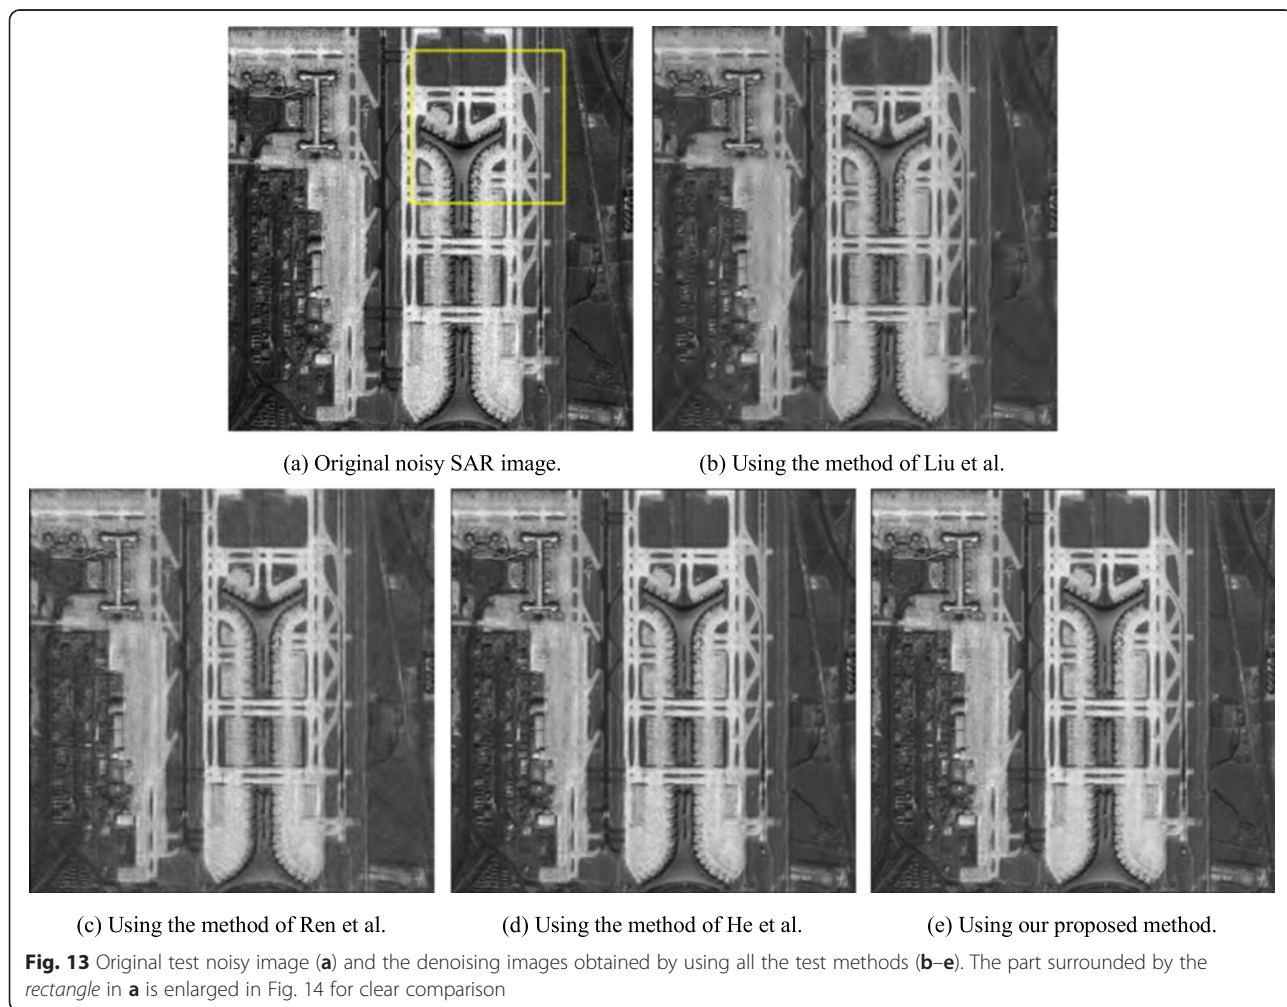 (a) Original noisy SAR image.
(b) Using the method of Liu et al.
(c) Using the method of Ren et al.
(d) Using the method of He et al.
(e) Using our proposed method.
Fig. 13 Original test noisy image (a) and the denoising images obtained by using all the test methods (b–e). The part surrounded by the
rectangle in a is enlarged in Fig. 14 for clear comparison